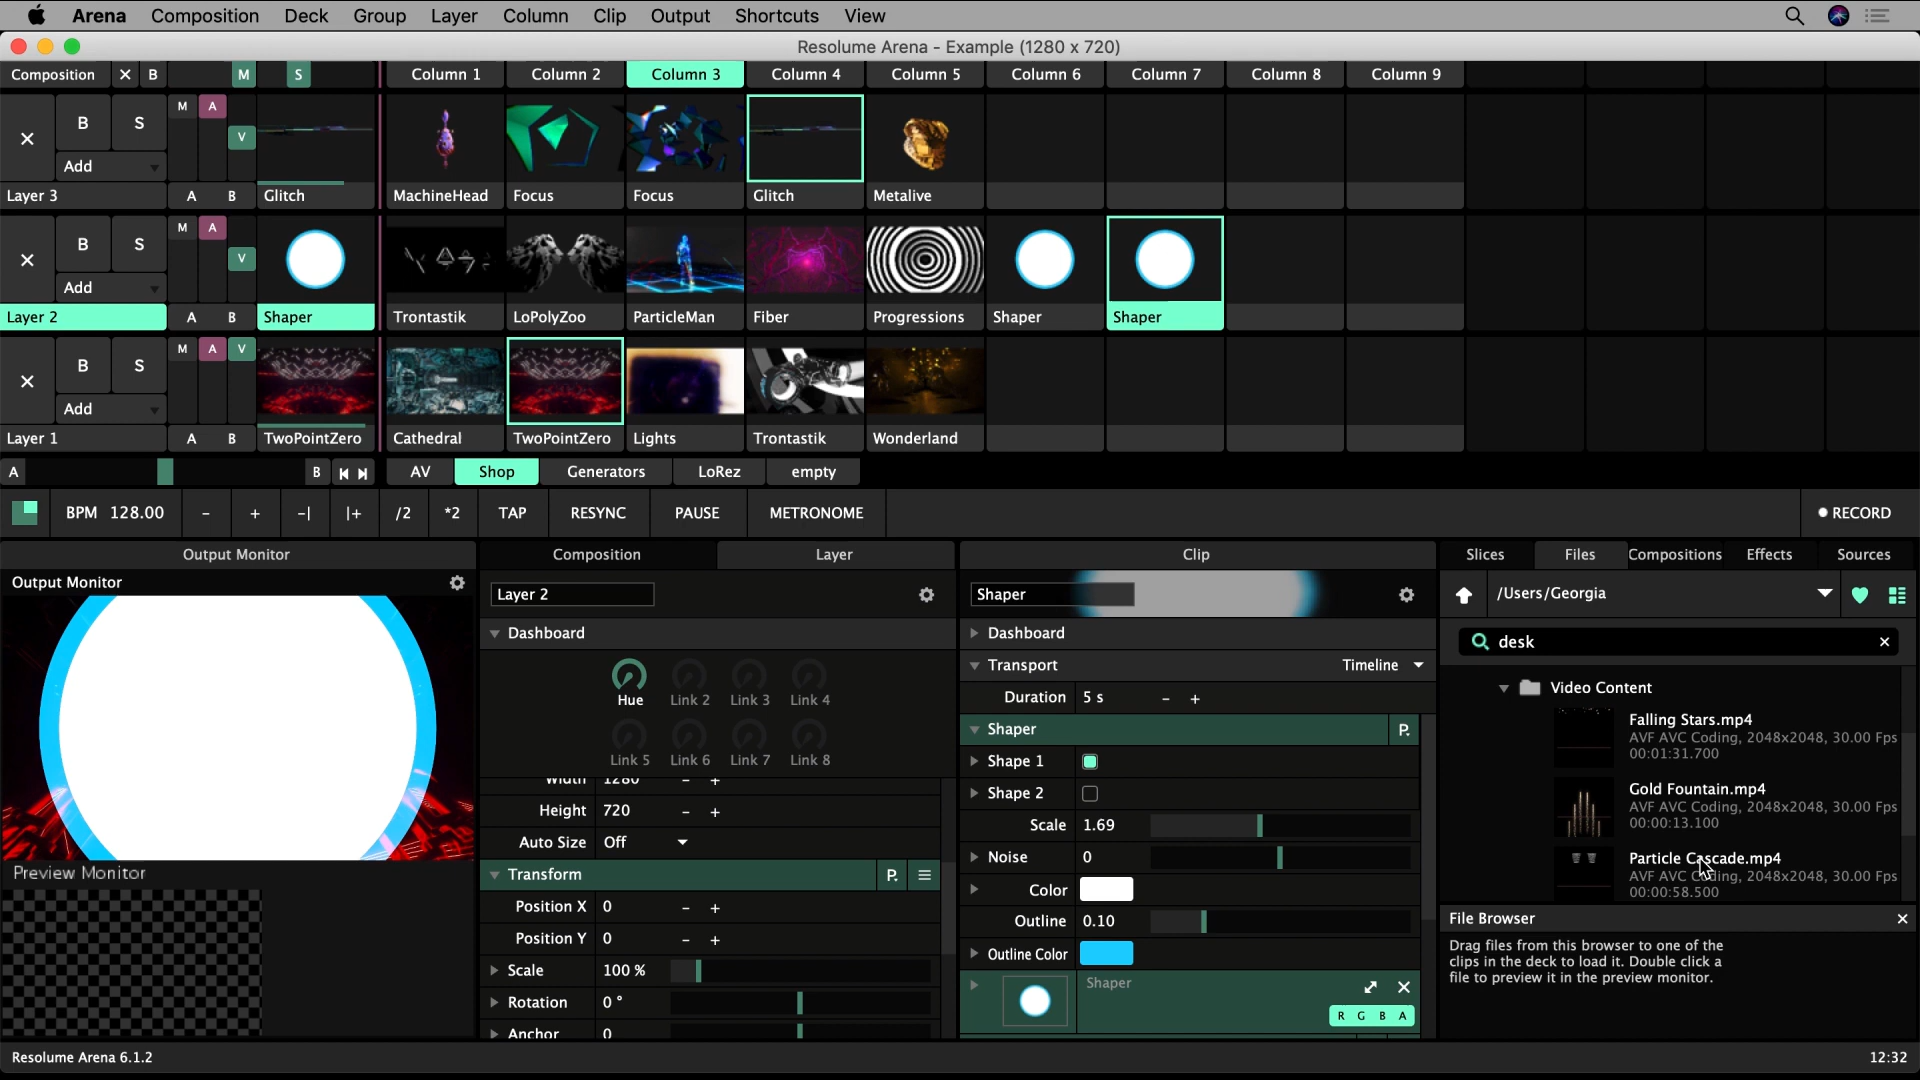 Arena Composition Deck Group Layer Column Clip Output Shortcuts View
Resolume Arena - Example (1280 x 720)
Composition B M S Column 1 Column 2 Column 3 Column 4 Column 5 Column 6 Column 7 Column 8 Column 9
B S M A V
Add
Layer 3 A B Glitch MachineHead Focus Focus Glitch Metalive
B S M A V
Add
Layer 2 A B Shaper Trontastik LoPolyZoo ParticleMan Fiber Progressions Shaper Shaper
B S M A V
Add
Layer 1 A B TwoPointZero Cathedral TwoPointZero Lights Trontastik Wonderland
A B AV Shop Generators LoRez empty
BPM 128.00 - + -| |+ /2 *2 TAP RESYNC PAUSE METRONOME RECORD
Output Monitor
Output Monitor
Preview Monitor
Composition Layer
Layer 2
Dashboard
Hue Link 2 Link 3 Link 4
Link 5 Link 6 Link 7 Link 8
Width 1280 - +
Height 720 - +
Auto Size Off
Transform P.
Position X 0 - +
Position Y 0 - +
Scale 100 %
Rotation 0 °
Anchor 0
Clip
Shaper
Dashboard
Transport Timeline
Duration 5 s - +
Shaper P.
Shape 1
Shape 2
Scale 1.69
Noise 0
Color
Outline 0.10
Outline Color
Shaper
R G B A
Slices Files Compositions Effects Sources
/Users/Georgia
desk
Video Content
Falling Stars.mp4
AVF AVC Coding, 2048x2048, 30.00 Fps
00:01:31.700
Gold Fountain.mp4
AVF AVC Coding, 2048x2048, 30.00 Fps
00:00:13.100
Particle Cascade.mp4
AVF AVC Coding, 2048x2048, 30.00 Fps
00:00:58.500
File Browser
Drag files from this browser to one of the
clips in the deck to load it. Double click a
file to preview it in the preview monitor.
Resolume Arena 6.1.2 12:32